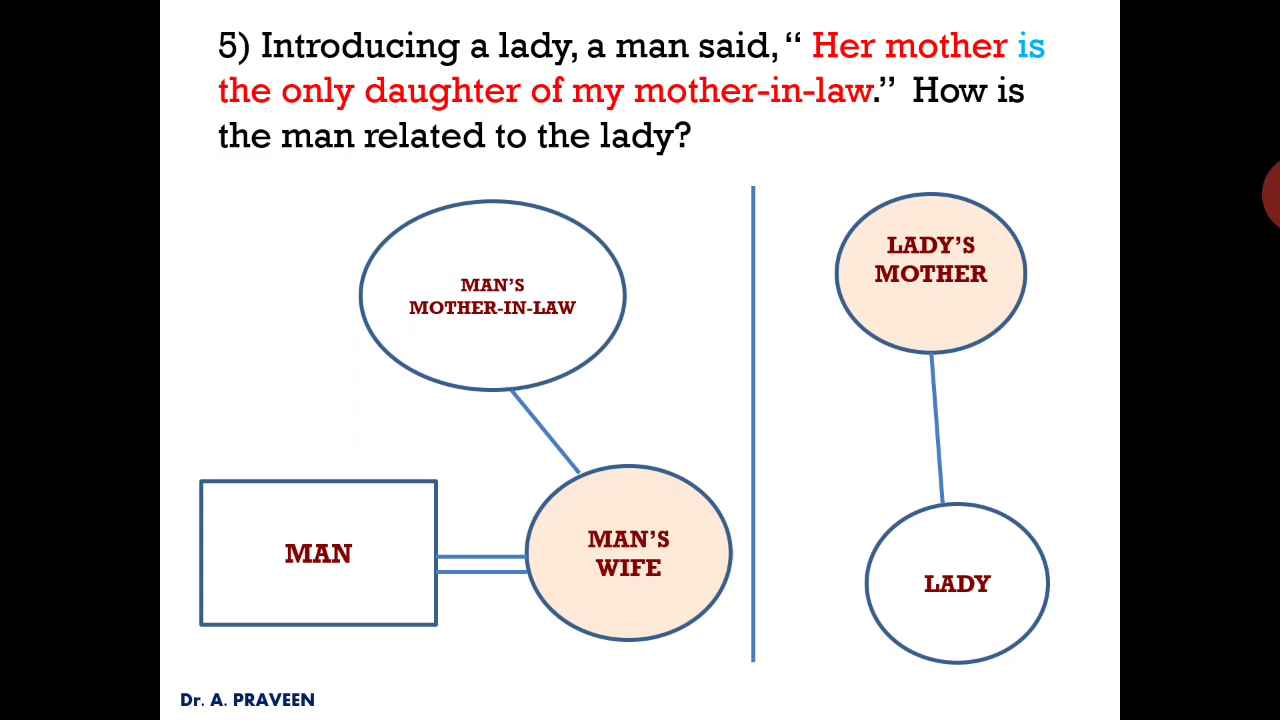 5) Introducing a lady, a man said, “ Her mother is
the only daughter of my mother-in-law.” How is
the man related to the lady?
MAN’S
MOTHER-IN-LAW
LADY’S
MOTHER
MAN
MAN’S
WIFE
LADY
Dr. A. PRAVEEN